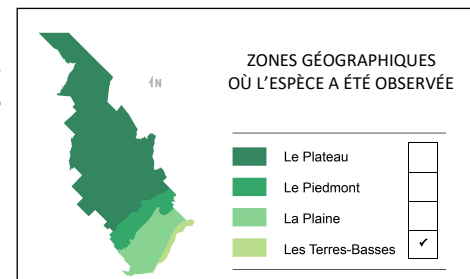 ZONES GÉOGRAPHIQUES
OÙ L'ESPÈCE A ÉTÉ OBSERVÉE
N
Le Plateau
Le Piedmont
La Plaine
Les Terres-Basses ✓